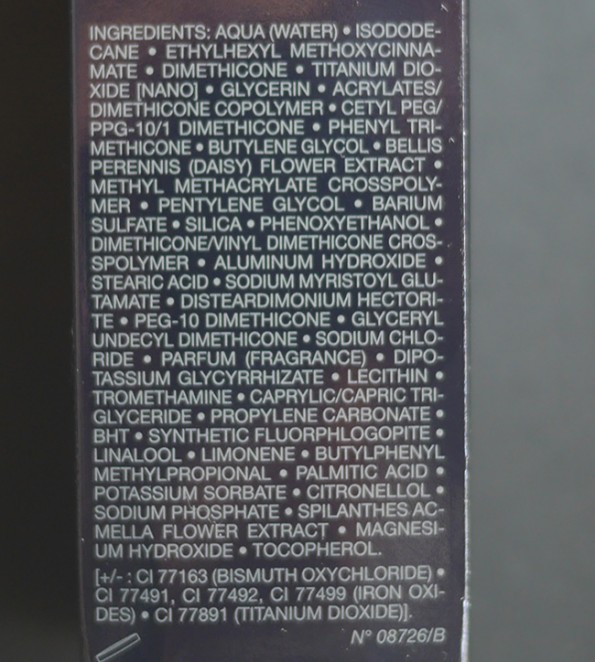 INGREDIENTS: AQUA (WATER) • ISODODE-
CANE • ETHYLHEXYL METHOXYCINNA-
MATE • DIMETHICONE • TITANIUM DIO-
XIDE [NANO] • GLYCERIN • ACRYLATES/
DIMETHICONE COPOLYMER • CETYL PEG/
PPG-10/1 DIMETHICONE • PHENYL TRI-
METHICONE • BUTYLENE GLYCOL • BELLIS
PERENNIS (DAISY) FLOWER EXTRACT •
METHYL METHACRYLATE CROSSPOLY-
MER • PENTYLENE GLYCOL • BARIUM
SULFATE • SILICA • PHENOXYETHANOL •
DIMETHICONE/VINYL DIMETHICONE CROS-
SPOLYMER • ALUMINUM HYDROXIDE •
STEARIC ACID • SODIUM MYRISTOYL GLU-
TAMATE • DISTEARDIMONIUM HECTORI-
TE • PEG-10 DIMETHICONE • GLYCERYL
UNDECYL DIMETHICONE • SODIUM CHLO-
RIDE • PARFUM (FRAGRANCE) • DIPO-
TASSIUM GLYCYRRHIZATE • LECITHIN •
TROMETHAMINE • CAPRYLIC/CAPRIC TRI-
GLYCERIDE • PROPYLENE CARBONATE •
BHT • SYNTHETIC FLUORPHLOGOPITE •
LINALOOL • LIMONENE • BUTYLPHENYL
METHYLPROPIONAL • PALMITIC ACID •
POTASSIUM SORBATE • CITRONELLOL •
SODIUM PHOSPHATE • SPILANTHES AC-
MELLA FLOWER EXTRACT • MAGNESI-
UM HYDROXIDE • TOCOPHEROL.
[+/- : CI 77163 (BISMUTH OXYCHLORIDE) •
CI 77491, CI 77492, CI 77499 (IRON OXI-
DES) • CI 77891 (TITANIUM DIOXIDE)].
N° 08726/B